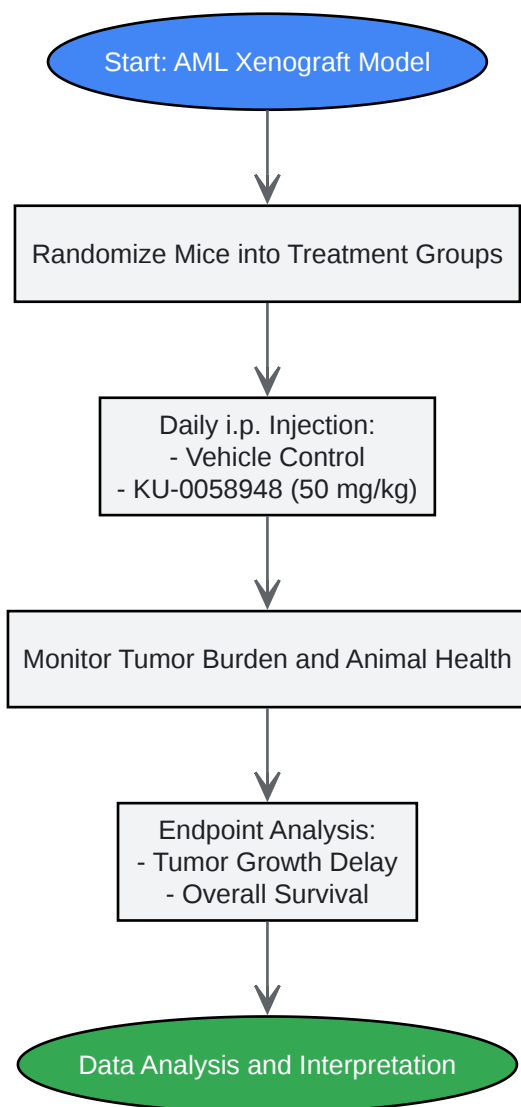 Start: AML Xenograft Model
Randomize Mice into Treatment Groups
Daily i.p. Injection:
- Vehicle Control
- KU-0058948 (50 mg/kg)
Monitor Tumor Burden and Animal Health
Endpoint Analysis:
- Tumor Growth Delay
- Overall Survival
Data Analysis and Interpretation